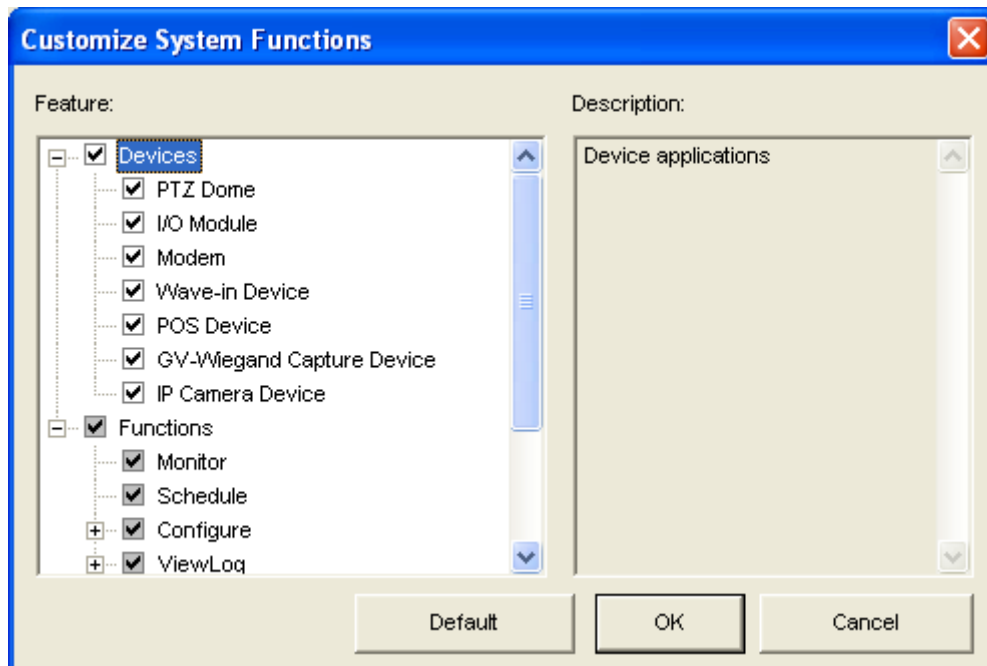 Customize System Functions
Feature:
Description:
Devices
Device applications
PTZ Dome
I/O Module
Modem
Wave-in Device
POS Device
GV-Wiegand Capture Device
IP Camera Device
Functions
Monitor
Schedule
Configure
ViewLog
Default
OK
Cancel